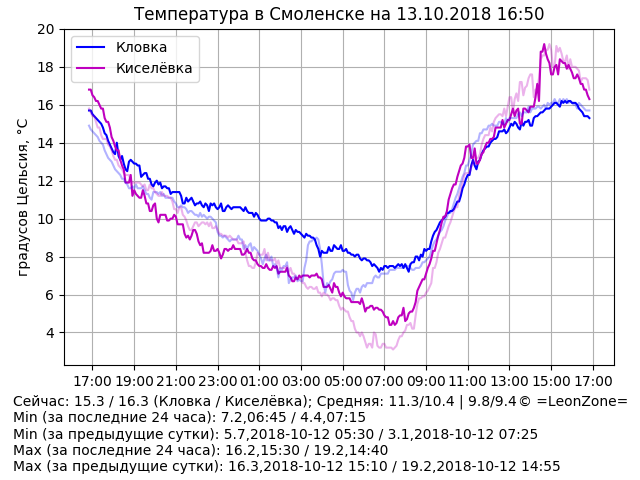 Температура в Смоленске на 13.10.2018 16:50
градусов Цельсия, °C
20
18
16
14
12
10
8
6
4
Кловка
Киселёвка
17:00 19:00 21:00 23:00 01:00 03:00 05:00 07:00 09:00 11:00 13:00 15:00 17:00
Сейчас: 15.3 / 16.3 (Кловка / Киселёвка); Средняя: 11.3/10.4 | 9.8/9.4© =LeonZone=
Min (за последние 24 часа): 7.2,06:45 / 4.4,07:15
Min (за предыдущие сутки): 5.7,2018-10-12 05:30 / 3.1,2018-10-12 07:25
Max (за последние 24 часа): 16.2,15:30 / 19.2,14:40
Max (за предыдущие сутки): 16.3,2018-10-12 15:10 / 19.2,2018-10-12 14:55